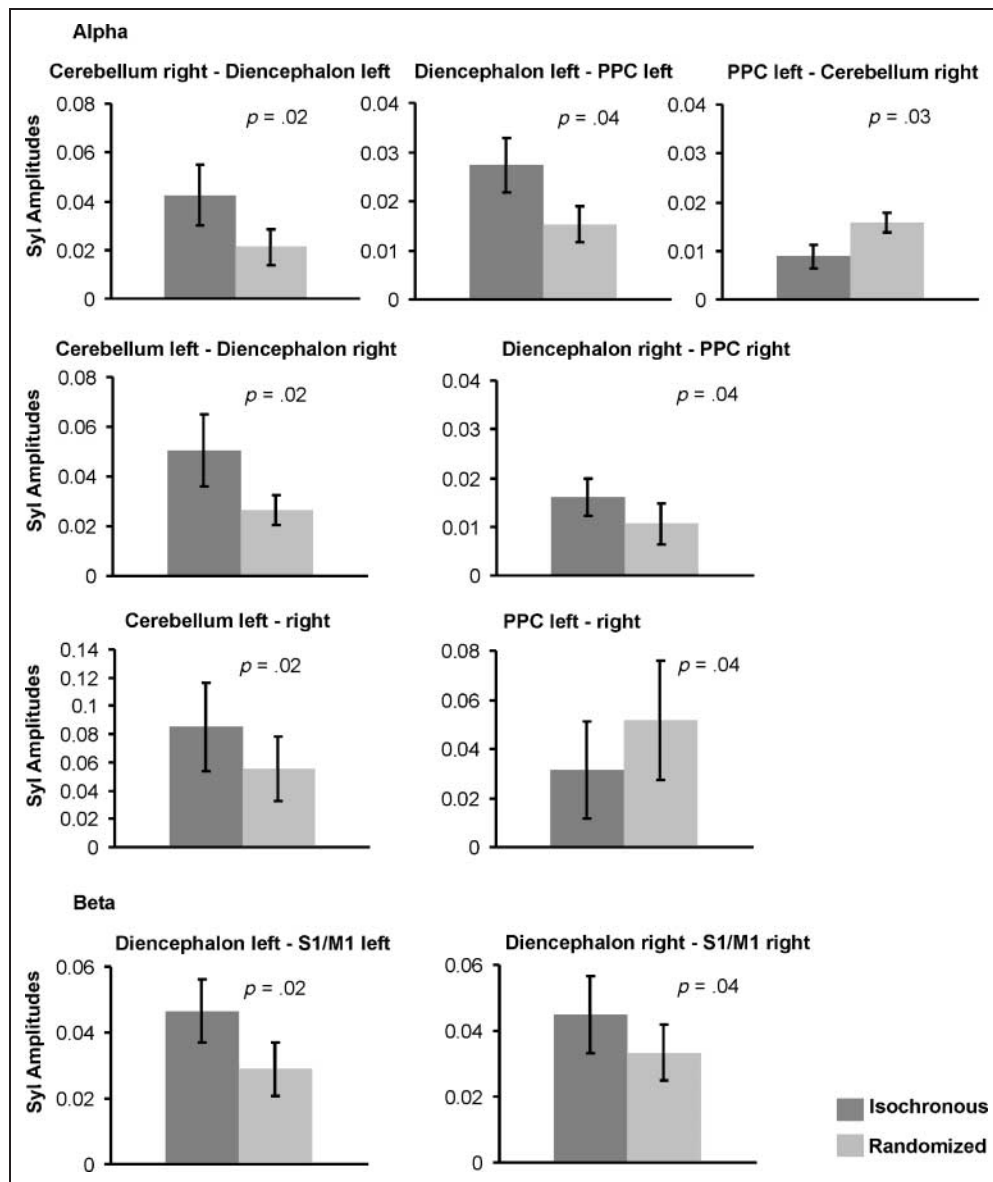 Alpha
Cerebellum right - Diencephalon left
Syl Amplitudes
0.08
0.06
0.04
0.02
0
p = .02
Diencephalon left - PPC left
0.04
0.03
0.02
0.01
0
p = .04
PPC left - Cerebellum right
0.04
0.03
0.02
0.01
0
p = .03
Cerebellum left - Diencephalon right
Syl Amplitudes
0.08
0.06
0.04
0.02
0
p = .02
Diencephalon right - PPC right
0.04
0.03
0.02
0.01
0
p = .04
Cerebellum left - right
Syl Amplitudes
0.14
0.12
0.1
0.08
0.06
0.04
0.02
0
p = .02
PPC left - right
0.08
0.06
0.04
0.02
0
p = .04
Beta
Diencephalon left - S1/M1 left
Syl Amplitudes
0.06
0.04
0.02
0
p = .02
Diencephalon right - S1/M1 right
0.06
0.04
0.02
0
p = .04
Isochronous
Randomized